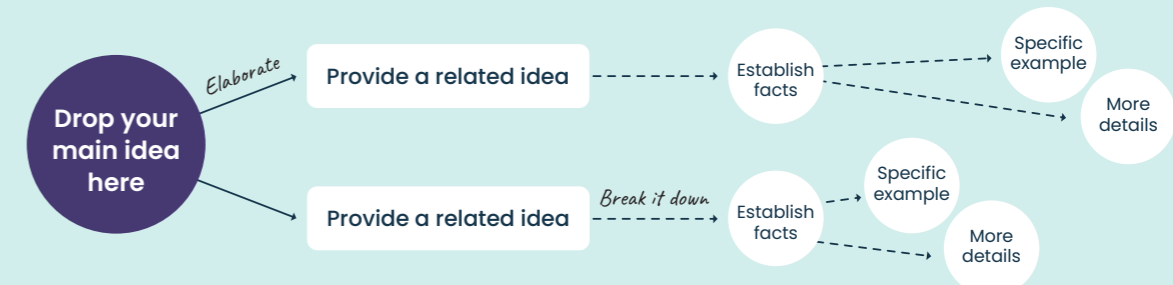 Drop your
main idea
here
Elaborate
Provide a related idea
Establish
facts
Specific
example
More
details
Provide a related idea
Break it down
Establish
facts
Specific
example
More
details